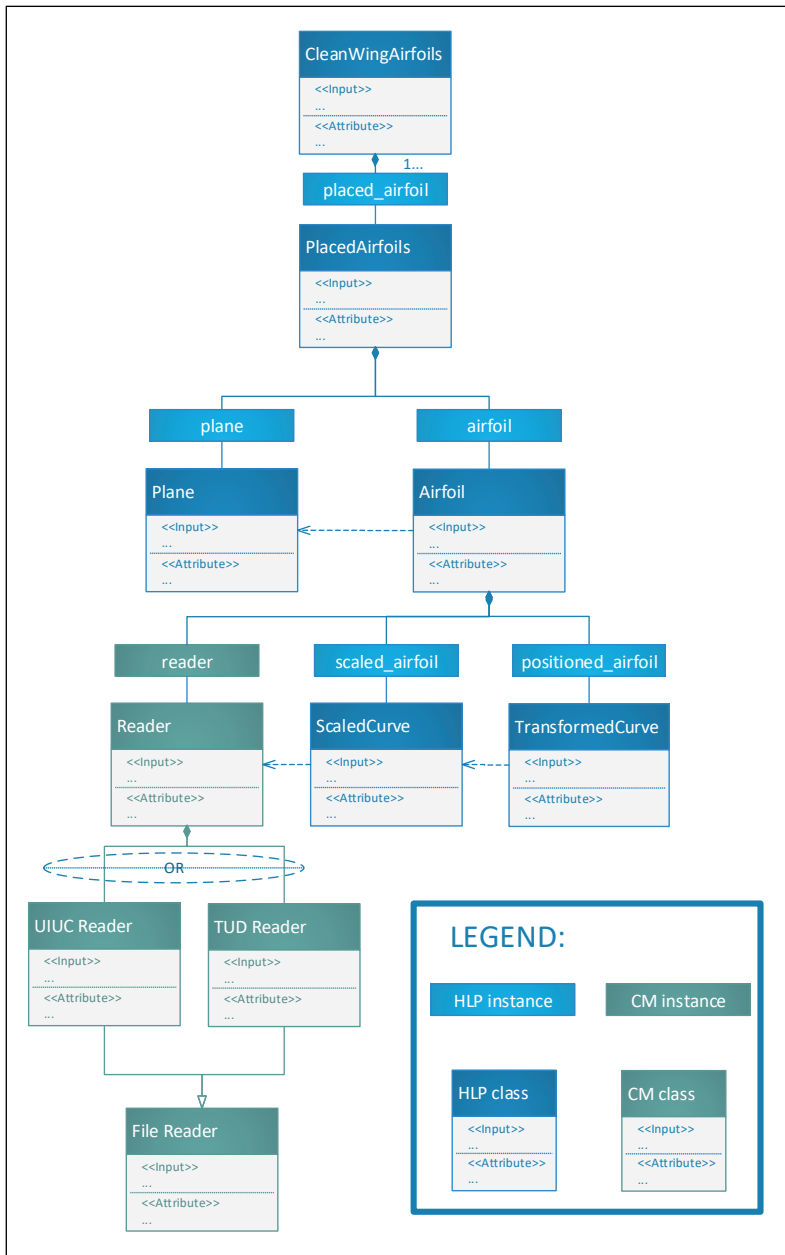 CleanWingAirfoils
<<Input>>
...
<<Attribute>>
...
1...
placed_airfoil
PlacedAirfoils
<<Input>>
...
<<Attribute>>
...
plane
airfoil
Plane
<<Input>>
...
<<Attribute>>
...
Airfoil
<<Input>>
...
<<Attribute>>
...
reader
scaled_airfoil
positioned_airfoil
Reader
<<Input>>
...
<<Attribute>>
...
ScaledCurve
<<Input>>
...
<<Attribute>>
...
TransformedCurve
<<Input>>
...
<<Attribute>>
...
OR
UIUC Reader
<<Input>>
...
<<Attribute>>
...
TUD Reader
<<Input>>
...
<<Attribute>>
...
File Reader
<<Input>>
...
<<Attribute>>
...
LEGEND:
HLP instance
CM instance
HLP class
<<Input>>
...
<<Attribute>>
...
CM class
<<Input>>
...
<<Attribute>>
...